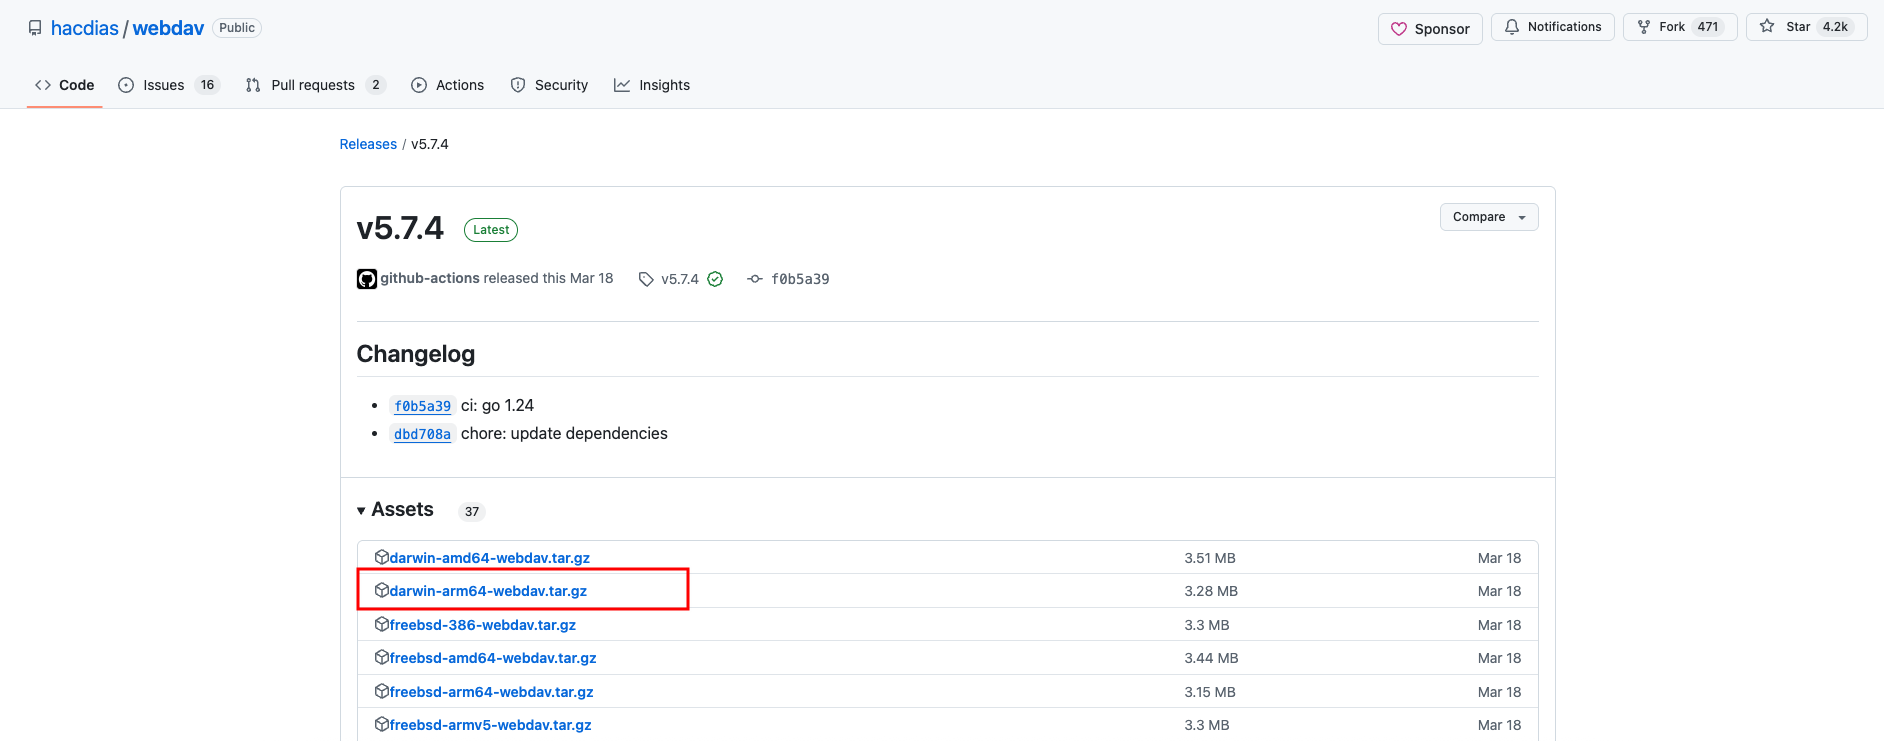 hacdias / webdav Public
Sponsor Notifications Fork 471 Star 4.2k
Code Issues 16 Pull requests 2 Actions Security Insights
Releases / v5.7.4
v5.7.4 Latest
Compare
github-actions released this Mar 18 v5.7.4 f0b5a39
Changelog
f0b5a39 ci: go 1.24
dbd708a chore: update dependencies
Assets 37
darwin-amd64-webdav.tar.gz 3.51 MB Mar 18
darwin-arm64-webdav.tar.gz 3.28 MB Mar 18
freebsd-386-webdav.tar.gz 3.3 MB Mar 18
freebsd-amd64-webdav.tar.gz 3.44 MB Mar 18
freebsd-arm64-webdav.tar.gz 3.15 MB Mar 18
freebsd-armv5-webdav.tar.gz 3.3 MB Mar 18